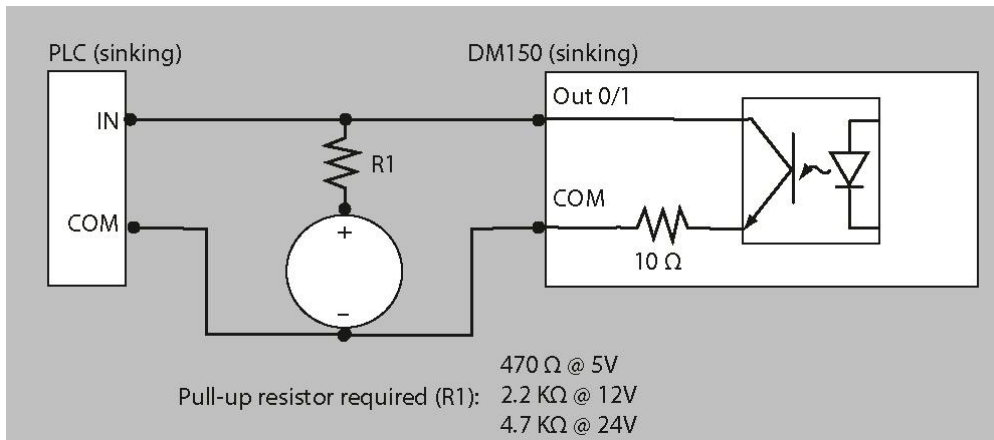 PLC (sinking)
DM150 (sinking)
Out 0/1
IN
R1
COM
COM
+
10 Ω
–
470 Ω @ 5V
Pull-up resistor required (R1): 2.2 KΩ @ 12V
4.7 KΩ @ 24V